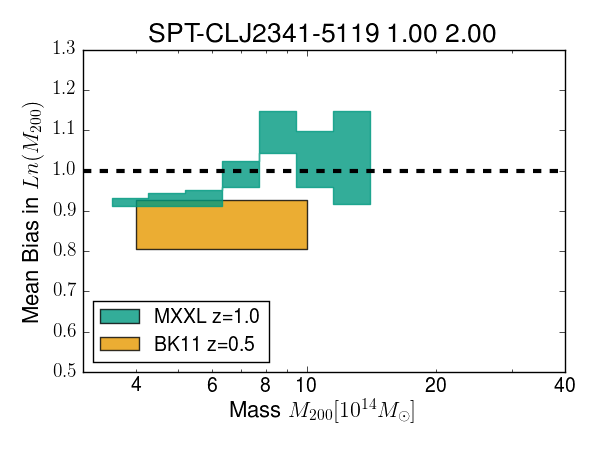 SPT-CLJ2341-5119 1.00 2.00
1.3
1.2
1.1
1.0
0.9
0.8
0.7
0.6
0.5
Mean Bias in Ln(M₂₀₀)
MXXL z=1.0
BK11 z=0.5
4 6 8 10 20 40
Mass M₂₀₀[10¹⁴M☉]